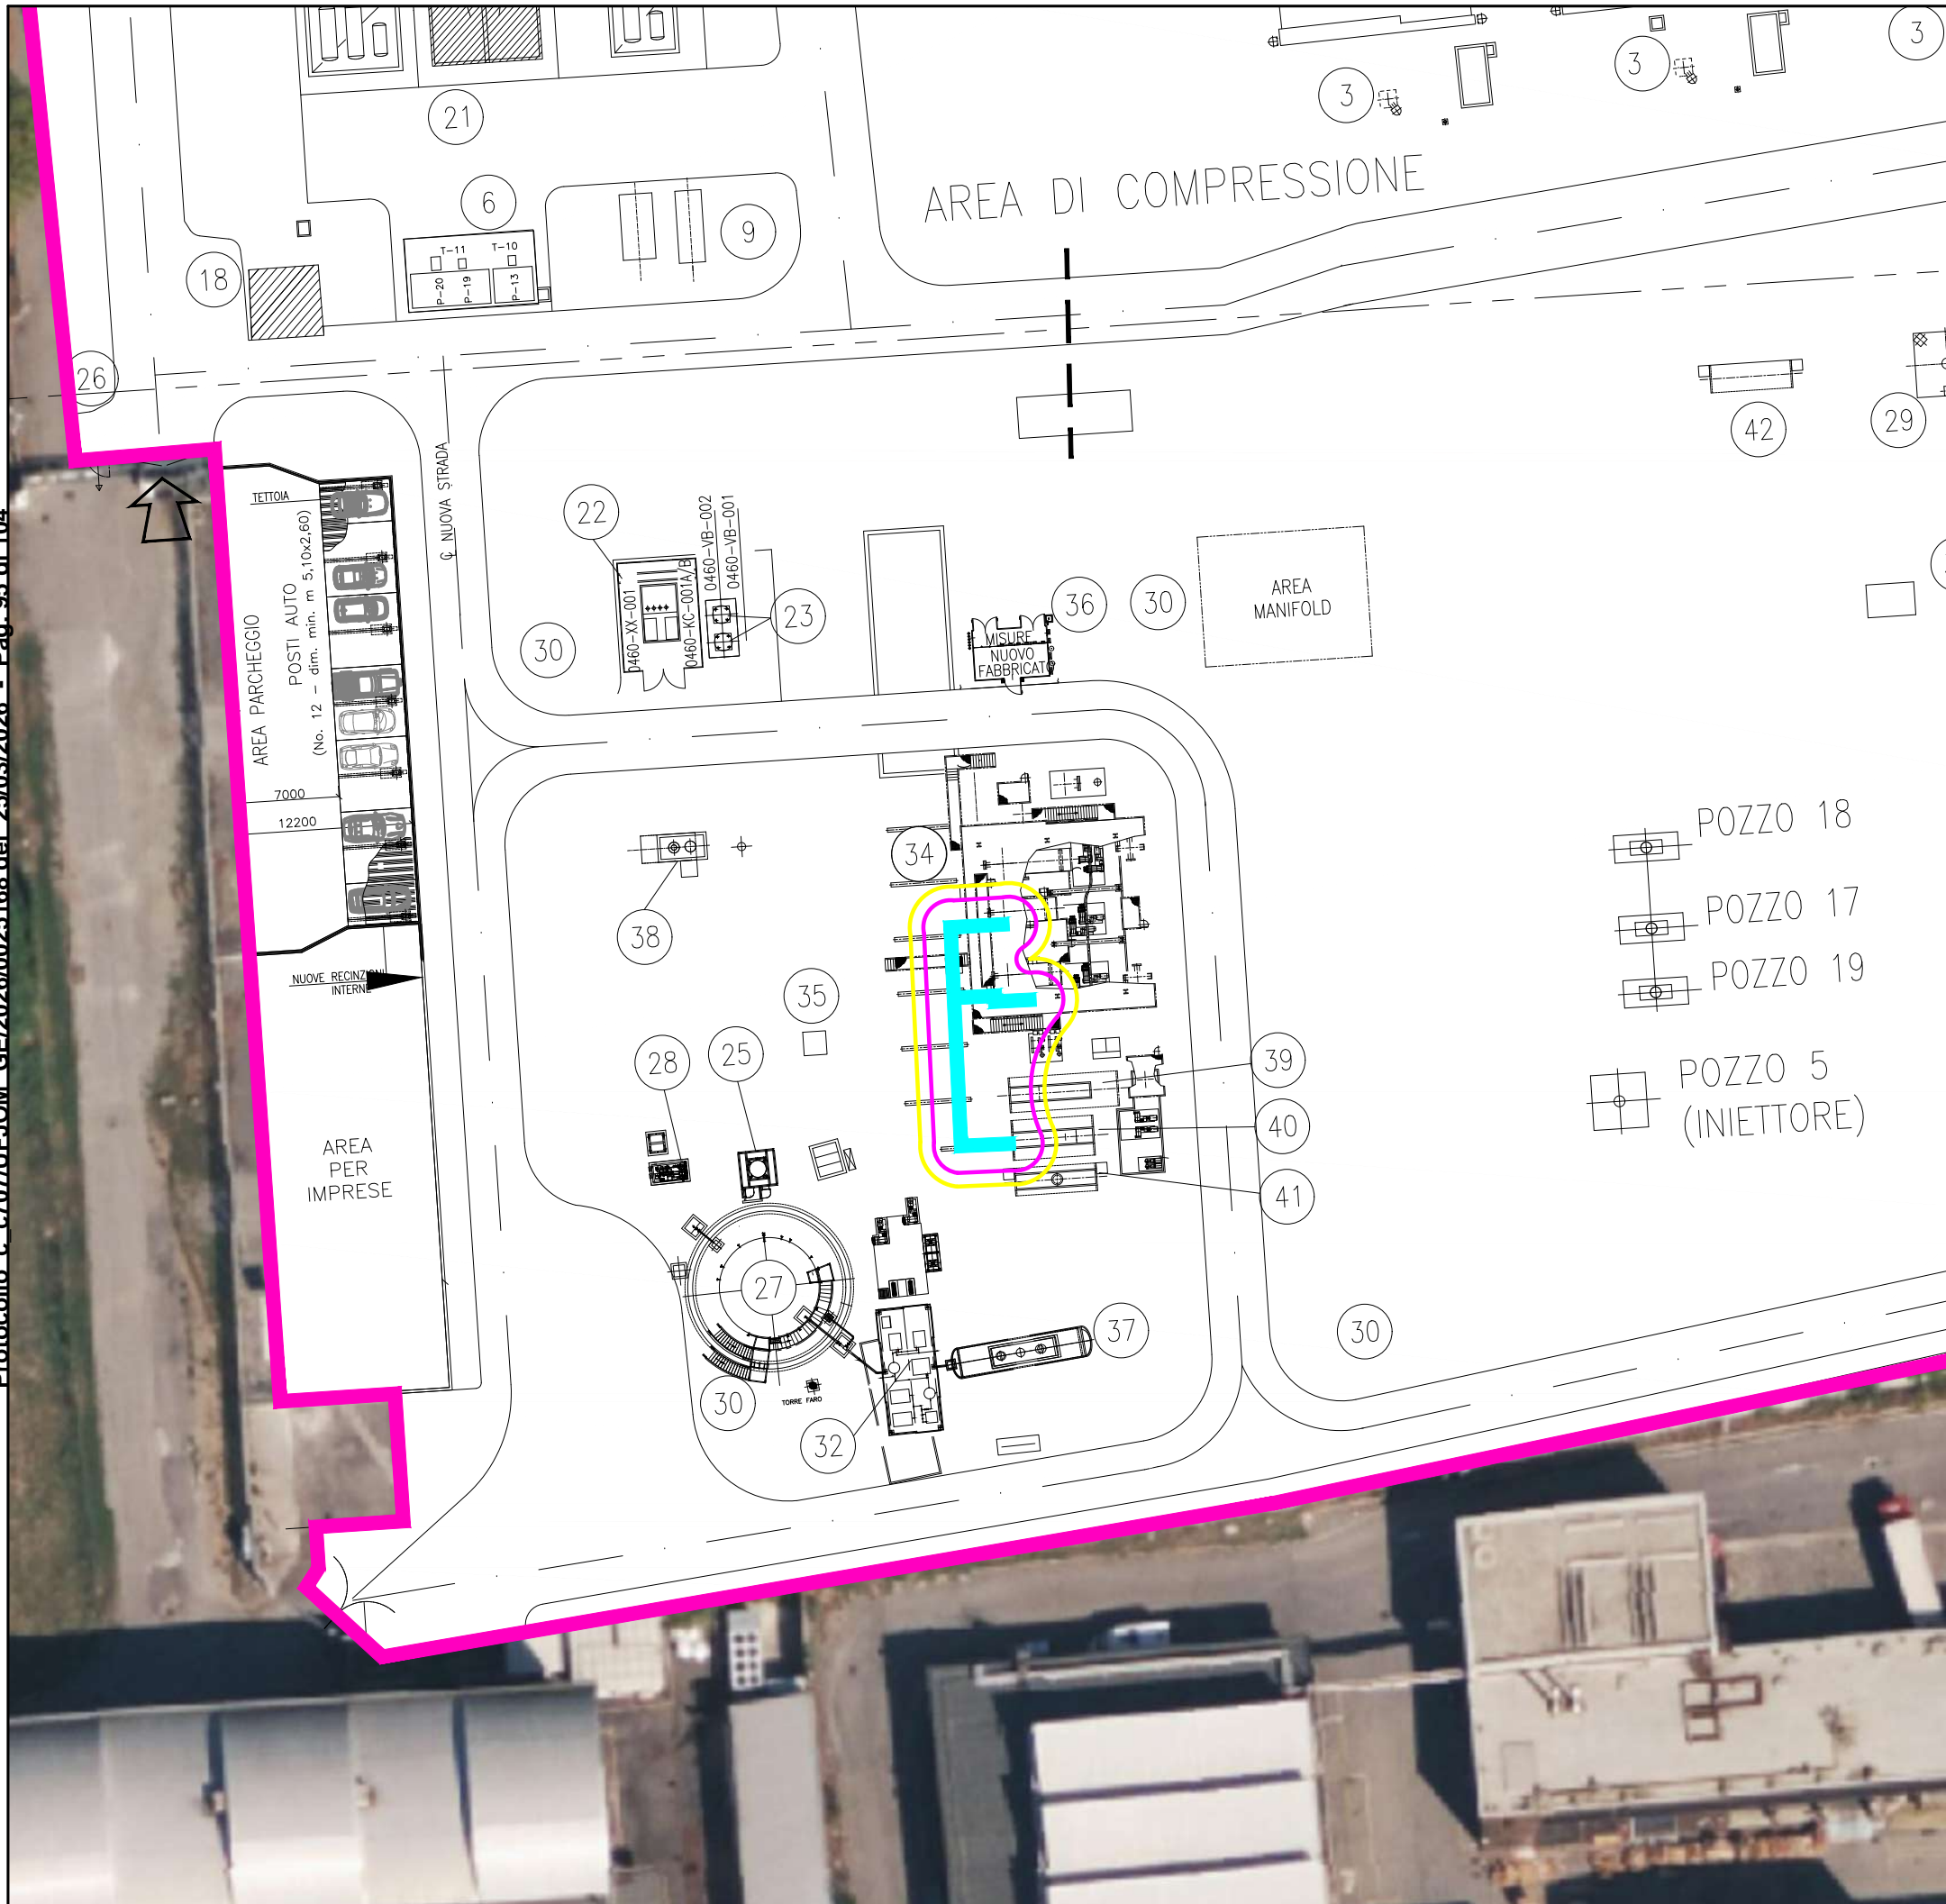 3
3
3
21
AREA DI COMPRESSIONE
6
9
T-11
T-10
P-20
P-19
P-13
18
26
42
29
TETTOIA
℄ NUOVA STRADA
AREA PARCHEGGIO
POSTI AUTO
(No. 12 - dim. min. m 5,10x2,60)
7000
12200
22
0460-VB-002
0460-VB-001
0460-XX-001
0460-KC-001A/B
23
30
36
30
MISURE
NUOVO
FABBRICATO
AREA
MANIFOLD
34
38
POZZO 18
POZZO 17
POZZO 19
POZZO 5
(INIETTORE)
NUOVE RECINZIONI
INTERNE
35
28
25
39
40
41
AREA
PER
IMPRESE
27
37
30
30
TORRE FARO
32